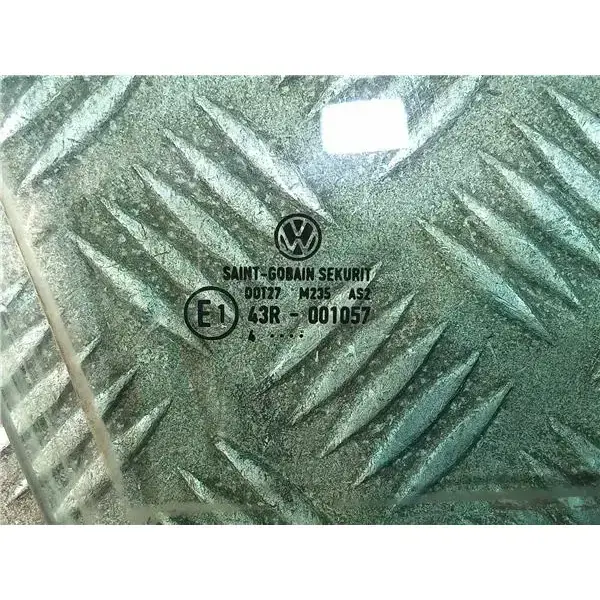 SAINT-GOBAIN SEKURIT
DOT27 M235 AS2
E1 43R - 001057